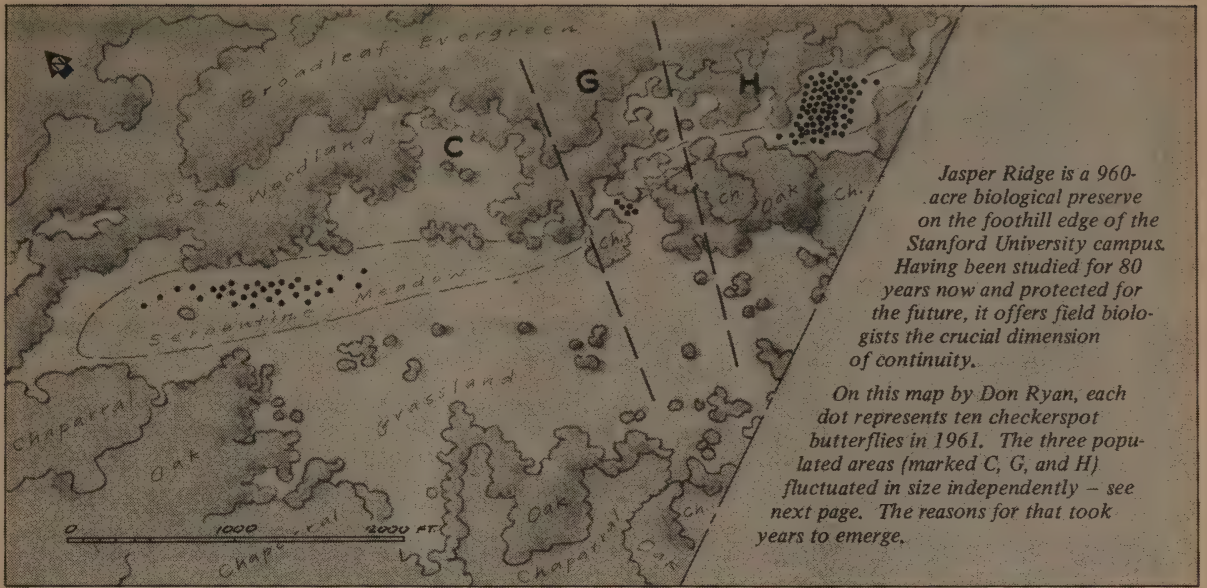 Broadleaf Evergreen
G
H
C
Oak Woodland
ch.
Oak
Ch.
Ch.
Serpentine Meadow
grassland
Chaparral
Oak
Oak
Chaparral
Chaparral
ch.
Oak
0 1000 2000 FT.
Jasper Ridge is a 960-
acre biological preserve
on the foothill edge of the
Stanford University campus.
Having been studied for 80
years now and protected for
the future, it offers field biolo-
gists the crucial dimension
of continuity.
On this map by Don Ryan, each
dot represents ten checkerspot
butterflies in 1961. The three popu-
lated areas (marked C, G, and H)
fluctuated in size independently – see
next page. The reasons for that took
years to emerge.